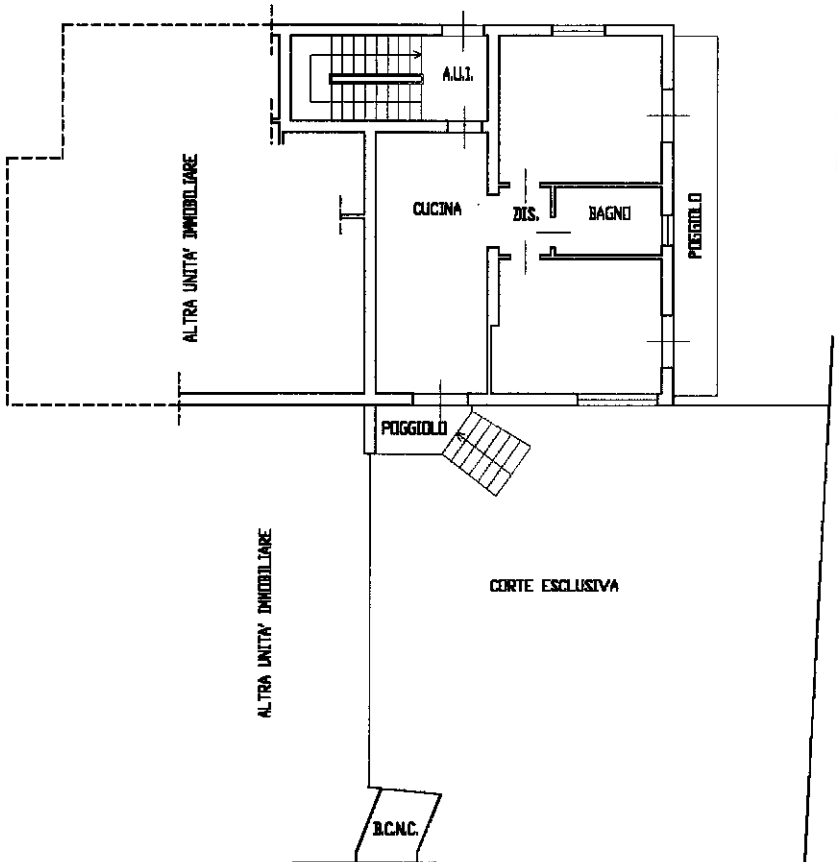 A.U.I.
ALTRA UNITA' IMMOBILIARE
CUCINA
DIS.
BAGNO
POGGIOLO
POGGIOLO
ALTRA UNITA' IMMOBILIARE
CORTE ESCLUSIVA
B.C.N.C.